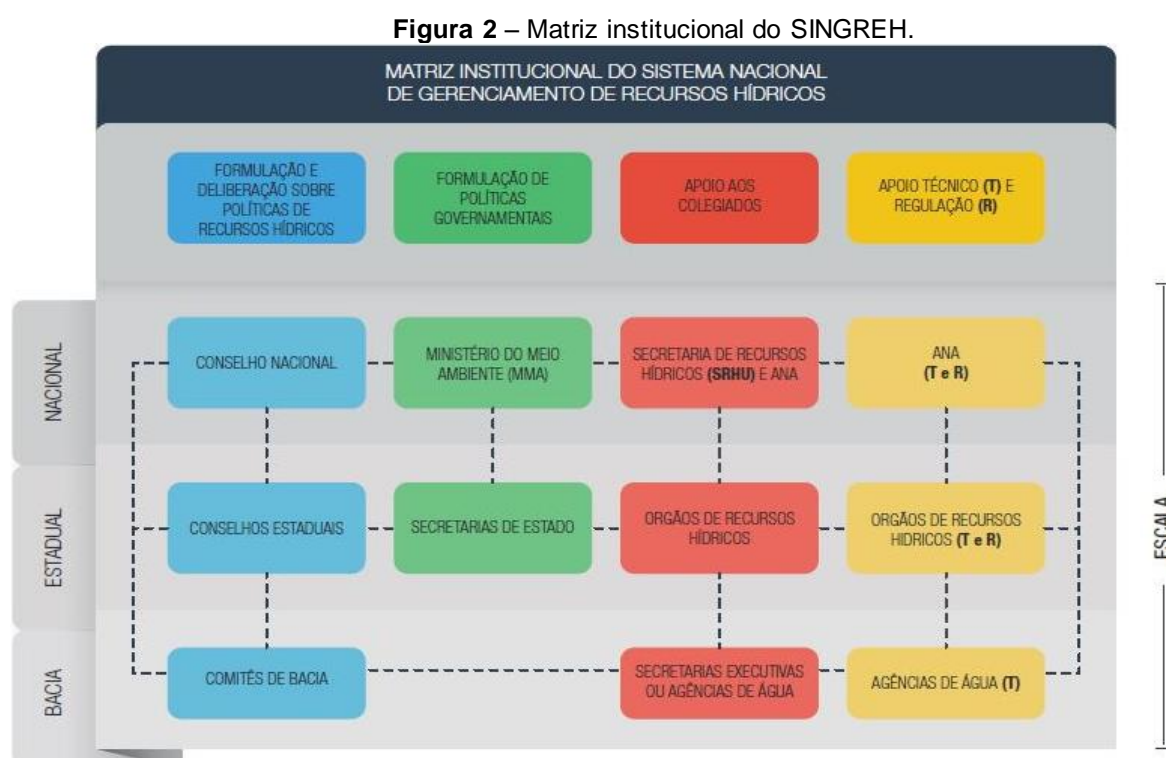 Figura 2 – Matriz institucional do SINGREH.
MATRIZ INSTITUCIONAL DO SISTEMA NACIONAL
DE GERENCIAMENTO DE RECURSOS HÍDRICOS
FORMULAÇÃO E
DELIBERAÇÃO SOBRE
POLÍTICAS DE
RECURSOS HÍDRICOS
FORMULAÇÃO DE
POLÍTICAS
GOVERNAMENTAIS
APOIO AOS
COLEGIADOS
APOIO TÉCNICO (T) E
REGULAÇÃO (R)
NACIONAL
CONSELHO NACIONAL
MINISTÉRIO DO MEIO
AMBIENTE (MMA)
SECRETARIA DE RECURSOS
HÍDRICOS (SRHU) E ANA
ANA
(T e R)
ESTADUAL
CONSELHOS ESTADUAIS
SECRETARIAS DE ESTADO
ORGÃOS DE RECURSOS
HÍDRICOS
ORGÃOS DE RECURSOS
HIDRICOS (T e R)
BACIA
COMITÊS DE BACIA
SECRETARIAS EXECUTIVAS
OU AGÊNCIAS DE ÁGUA
AGÊNCIAS DE ÁGUA (T)
ESCALA